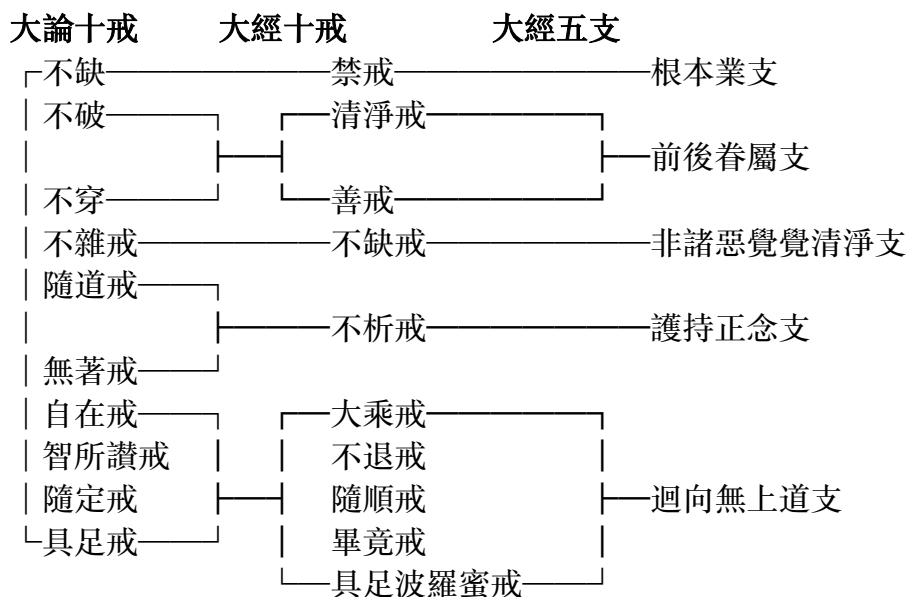 大論十戒 大經十戒 大經五支
不缺 禁戒 根本業支
不破 清淨戒
前後眷屬支
不穿 善戒
不雜戒 不缺戒 非諸惡覺覺清淨支
隨道戒
不析戒 護持正念支
無著戒
自在戒 大乘戒
智所讚戒 不退戒
隨定戒 隨順戒 迴向無上道支
具足戒 畢竟戒
具足波羅蜜戒